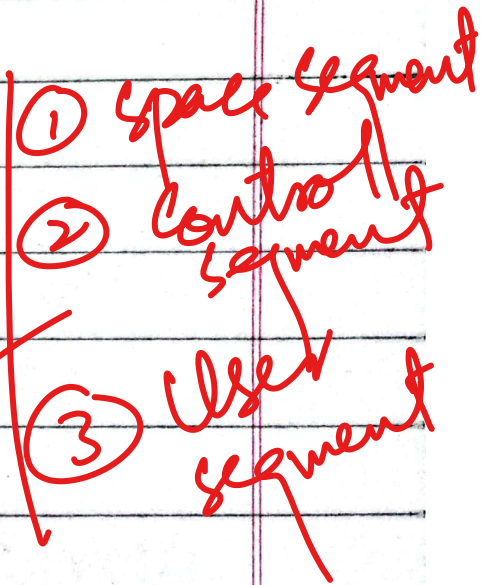 ① Space Segment
② Control
segment
③ User
segment